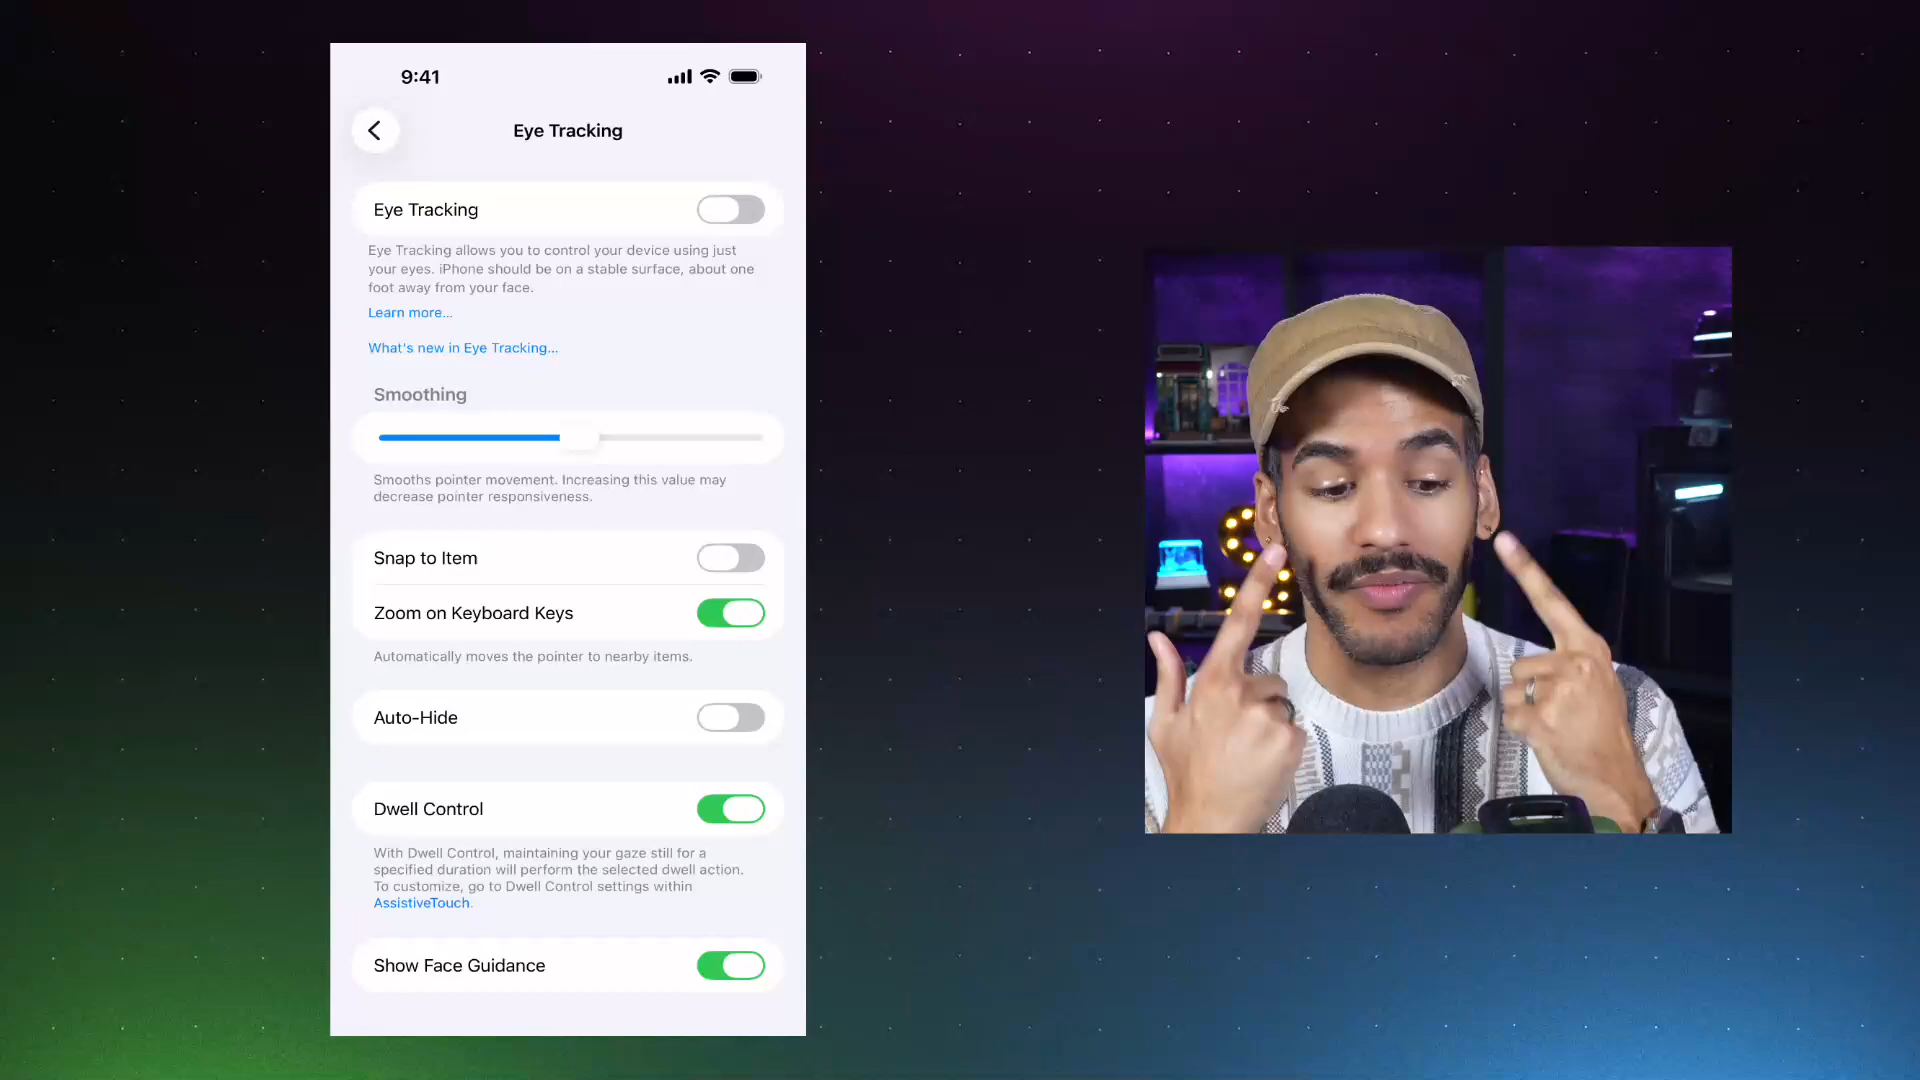 9:41
Eye Tracking
Eye Tracking
Eye Tracking allows you to control your device using just
your eyes. iPhone should be on a stable surface, about one
foot away from your face.
Learn more...
What's new in Eye Tracking...
Smoothing
Smooths pointer movement. Increasing this value may
decrease pointer responsiveness.
Snap to Item
Zoom on Keyboard Keys
Automatically moves the pointer to nearby items.
Auto-Hide
Dwell Control
With Dwell Control, maintaining your gaze still for a
specified duration will perform the selected dwell action.
To customize, go to Dwell Control settings within
AssistiveTouch.
Show Face Guidance